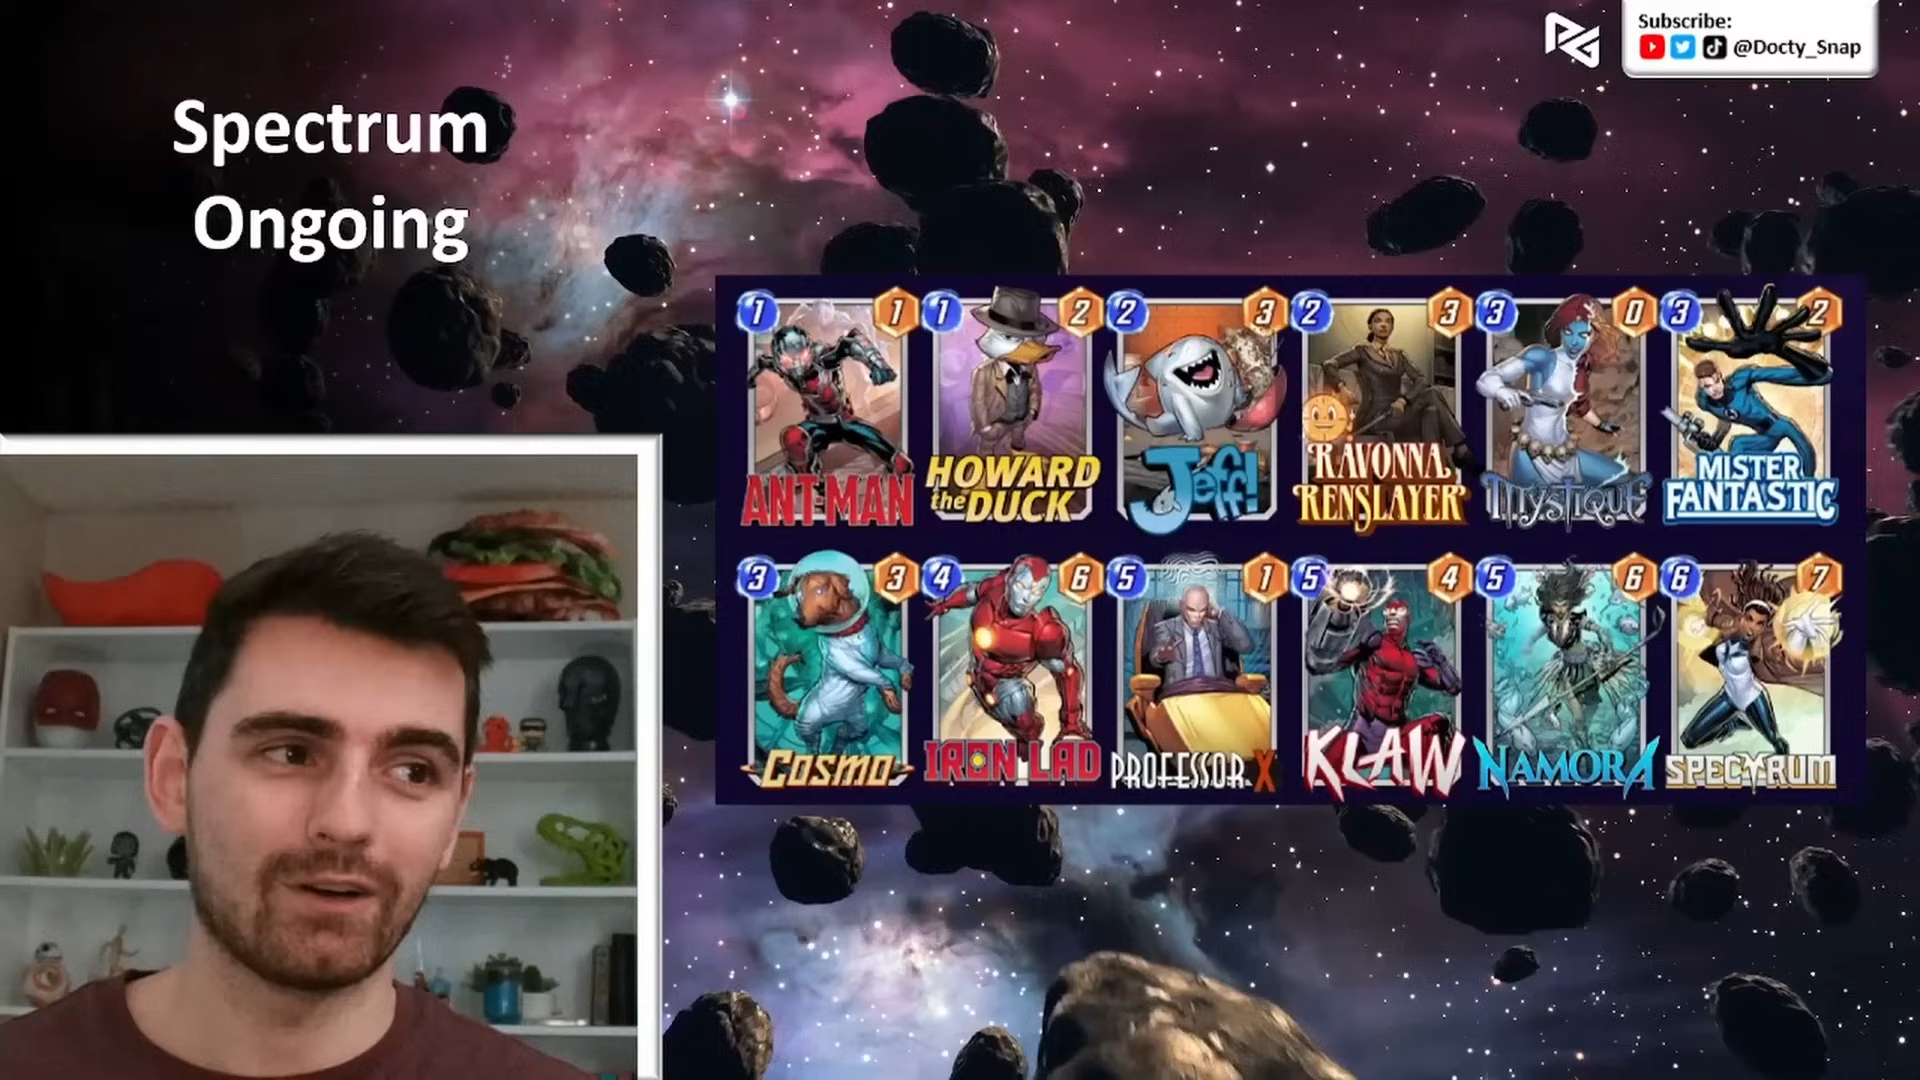 Subscribe:
@Docty_Snap
Spectrum
Ongoing
1 1 1 2 2 3 2 3 3 0 3 2
ANT-MAN
HOWARD
the DUCK
Jeff!
RAVONNA
RENSLAYER
MYSTIQUE
MISTER
FANTASTIC
3 3 4 6 5 1 5 4 5 6 6 7
COSMO
IRON LAD
PROFESSOR X
KLAW
NAMORA
SPECTRUM